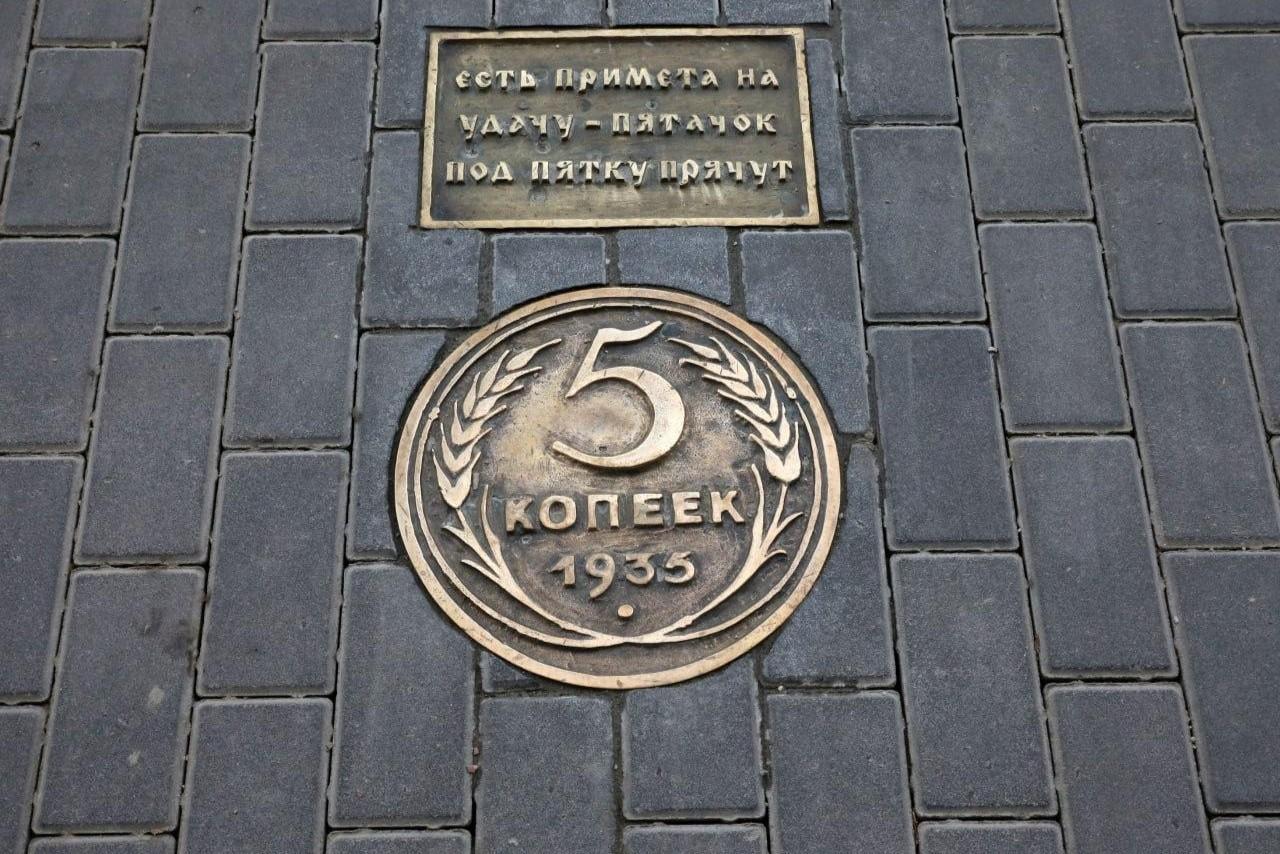 есть примета на
удачу - пятачок
под пятку прячут
5
КОПЕЕК
1935